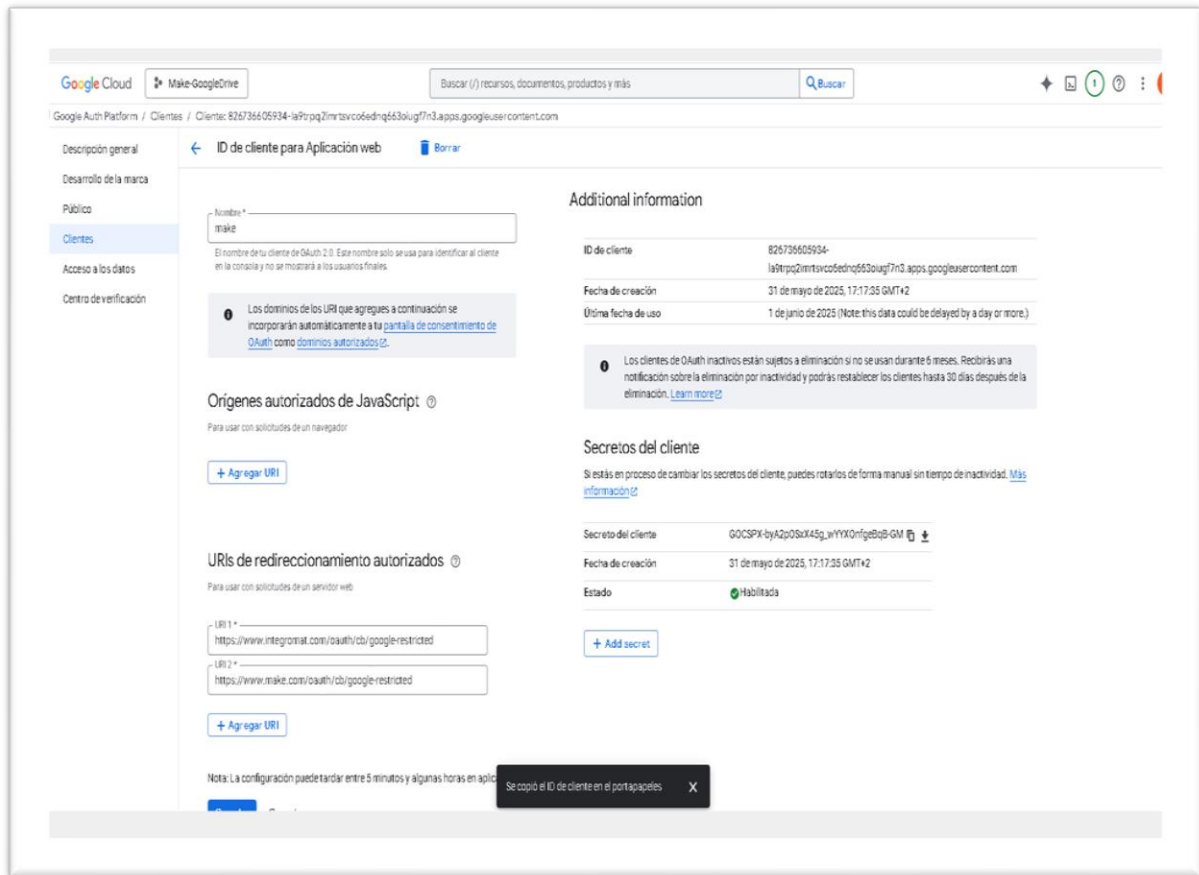 Google Cloud
Make-GoogleDrive
Buscar (/) recursos, documentos, productos y más
Buscar
1
Google Auth Platform / Clientes / Cliente: 826736605934-la9trpq2imrtsvco6ednq663oiugf7n3.apps.googleusercontent.com
Descripción general
Desarrollo de la marca
Público
Clientes
Acceso a los datos
Centro de verificación
ID de cliente para Aplicación web
Borrar
Nombre *
make
El nombre de tu cliente de OAuth 2.0. Este nombre solo se usa para identificar al cliente
en la consola y no se mostrará a los usuarios finales.
Los dominios de los URI que agregues a continuación se
incorporarán automáticamente a tu pantalla de consentimiento de
OAuth como dominios autorizados.
Orígenes autorizados de JavaScript
Para usar con solicitudes de un navegador
+ Agregar URI
URIs de redireccionamiento autorizados
Para usar con solicitudes de un servidor web
URI 1 *
https://www.integromat.com/oauth/cb/google-restricted
URI 2 *
https://www.make.com/oauth/cb/google-restricted
+ Agregar URI
Nota: La configuración puede tardar entre 5 minutos y algunas horas en aplic
Additional information
ID de cliente
826736605934-
la9trpq2imrtsvco6ednq663oiugf7n3.apps.googleusercontent.com
Fecha de creación
31 de mayo de 2025, 17:17:35 GMT+2
Última fecha de uso
1 de junio de 2025 (Note: this data could be delayed by a day or more.)
Los clientes de OAuth inactivos están sujetos a eliminación si no se usan durante 6 meses. Recibirás una
notificación sobre la eliminación por inactividad y podrás restablecer los clientes hasta 30 días después de la
eliminación. Learn more
Secretos del cliente
Si estás en proceso de cambiar los secretos del cliente, puedes rotarlos de forma manual sin tiempo de inactividad. Más
información
Secreto del cliente
Fecha de creación
31 de mayo de 2025, 17:17:35 GMT+2
Estado
Habilitada
+ Add secret
Se copió el ID de cliente en el portapapeles
X